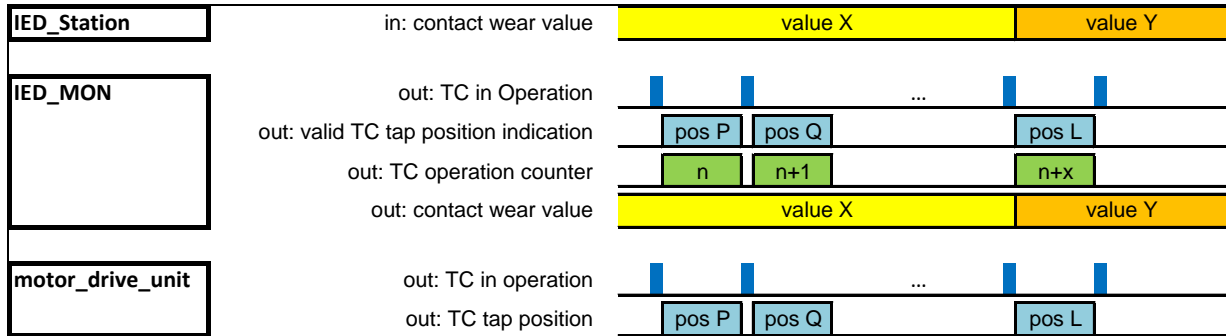 IED_Station in: contact wear value value X value Y
IED_MON out: TC in Operation ...
out: valid TC tap position indication pos P pos Q pos L
out: TC operation counter n n+1 n+x
out: contact wear value value X value Y
motor_drive_unit out: TC in operation ...
out: TC tap position pos P pos Q pos L